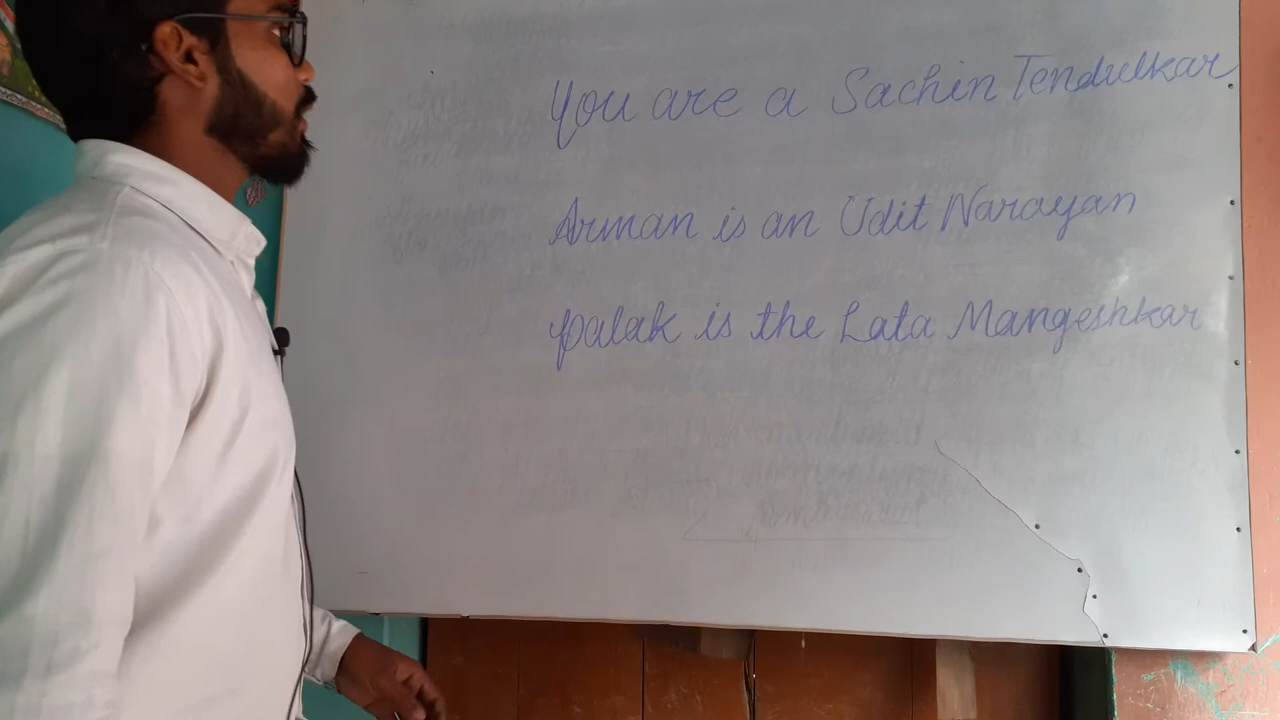 You are a Sachin Tendulkar
Arman is an Udit Narayan
Palak is the Lata Mangeshkar